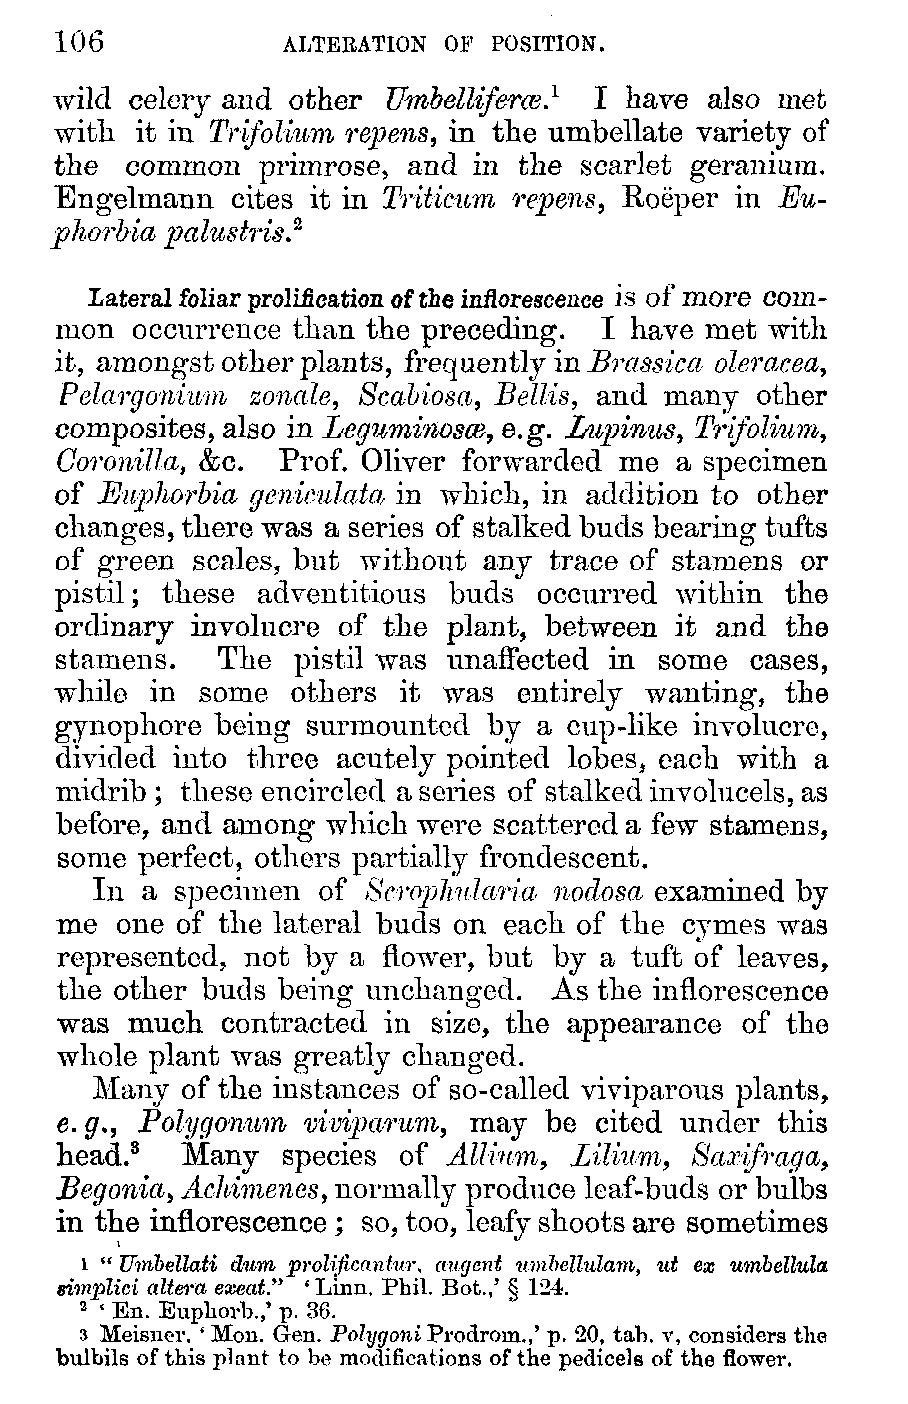 106 ALTERATION OF POSITION.
wild celery and other Umbelliferæ.¹ I have also met
with it in Trifolium repens, in the umbellate variety of
the common primrose, and in the scarlet geranium.
Engelmann cites it in Triticum repens, Roëper in Eu-
phorbia palustris.²
Lateral foliar prolification of the inflorescence is of more com-
mon occurrence than the preceding. I have met with
it, amongst other plants, frequently in Brassica oleracea,
Pelargonium zonale, Scabiosa, Bellis, and many other
composites, also in Leguminosæ, e.g. Lupinus, Trifolium,
Coronilla, &c. Prof. Oliver forwarded me a specimen
of Euphorbia geniculata in which, in addition to other
changes, there was a series of stalked buds bearing tufts
of green scales, but without any trace of stamens or
pistil; these adventitious buds occurred within the
ordinary involucre of the plant, between it and the
stamens. The pistil was unaffected in some cases,
while in some others it was entirely wanting, the
gynophore being surmounted by a cup-like involucre,
divided into three acutely pointed lobes, each with a
midrib; these encircled a series of stalked involucels, as
before, and among which were scattered a few stamens,
some perfect, others partially frondescent.
In a specimen of Scrophularia nodosa examined by
me one of the lateral buds on each of the cymes was
represented, not by a flower, but by a tuft of leaves,
the other buds being unchanged. As the inflorescence
was much contracted in size, the appearance of the
whole plant was greatly changed.
Many of the instances of so-called viviparous plants,
e. g., Polygonum viviparum, may be cited under this
head.³ Many species of Allium, Lilium, Saxifraga,
Begonia, Achimenes, normally produce leaf-buds or bulbs
in the inflorescence; so, too, leafy shoots are sometimes
¹ "Umbellati dum prolificantur, augent umbellulam, ut ex umbellula
simplici altera exeat." 'Linn. Phil. Bot.,' § 124.
² 'En. Euphorb.,' p. 36.
³ Meisner. 'Mon. Gen. Polygoni Prodrom.,' p. 20, tab. v, considers the
bulbils of this plant to be modifications of the pedicels of the flower.